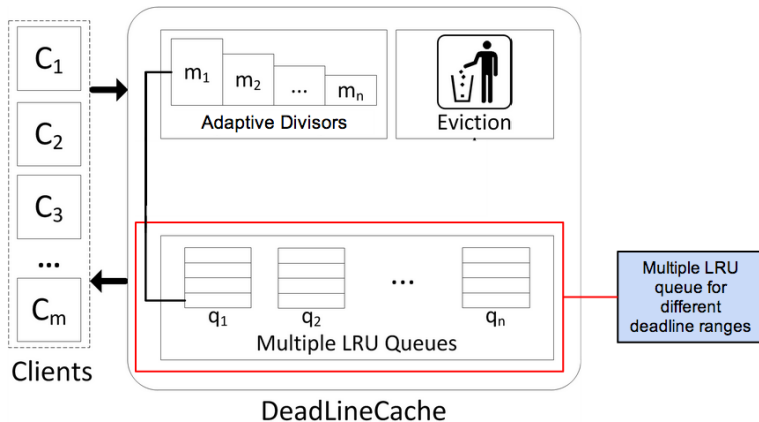 C1
C2
C3
...
Cm
Clients
m1
m2
...
mn
Adaptive Divisors
Eviction
q1
q2
...
qn
Multiple LRU Queues
DeadLineCache
Multiple LRU
queue for
different
deadline ranges